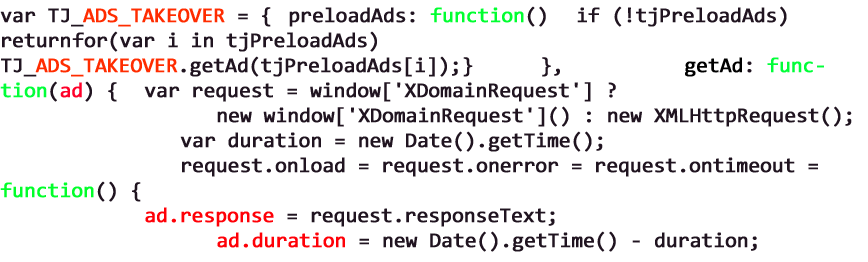 var TJ_ADS_TAKEOVER = { preloadAds: function() if (!tjPreloadAds)
returnfor(var i in tjPreloadAds)
TJ_ADS_TAKEOVER.getAd(tjPreloadAds[i]);} }, getAd: func-
tion(ad) { var request = window['XDomainRequest'] ?
new window['XDomainRequest']() : new XMLHttpRequest();
var duration = new Date().getTime();
request.onload = request.onerror = request.ontimeout =
function() {
ad.response = request.responseText;
ad.duration = new Date().getTime() - duration;